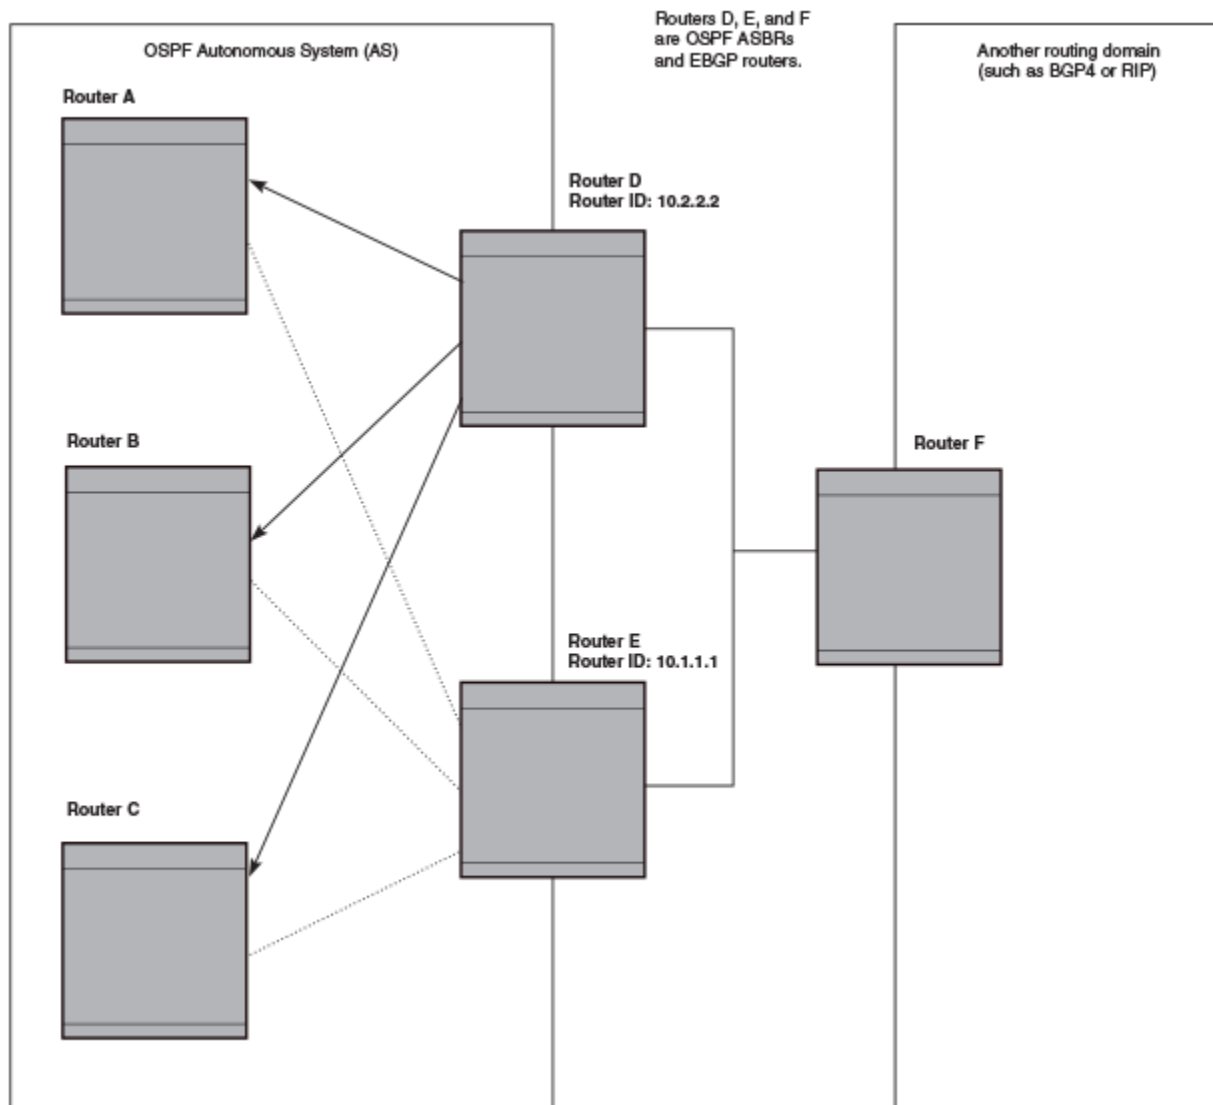 Routers D, E, and F
are OSPF ASBRs
and EBGP routers.
OSPF Autonomous System (AS)
Another routing domain
(such as BGP4 or RIP)
Router A
Router D
Router ID: 10.2.2.2
Router B
Router F
Router E
Router ID: 10.1.1.1
Router C